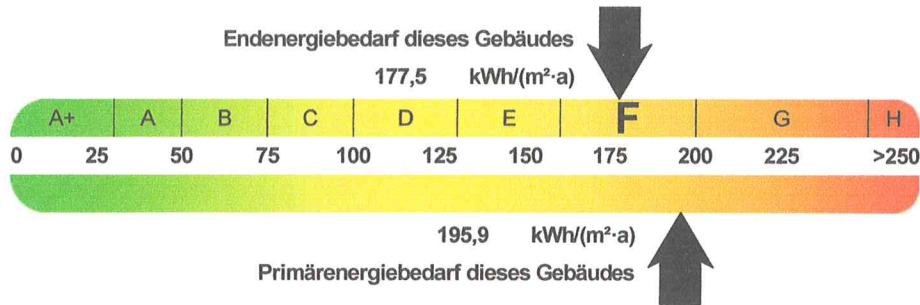 Endenergiebedarf dieses Gebäudes
177,5 kWh/(m²·a)
A+ A B C D E F G H
0 25 50 75 100 125 150 175 200 225 >250
195,9 kWh/(m²·a)
Primärenergiebedarf dieses Gebäudes